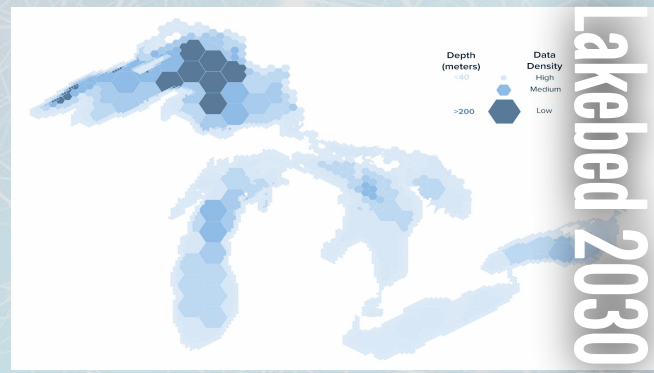 Depth
(meters)
Data
Density
<40
High
Medium
>200
Low
Lakebed 2030